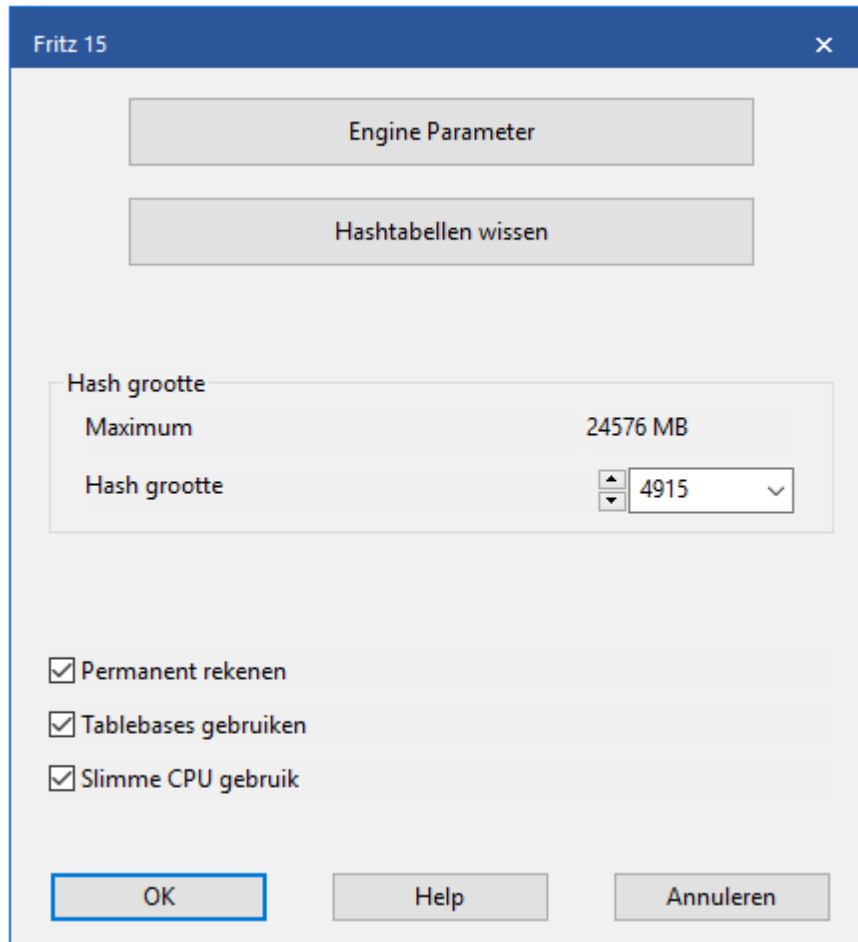 Fritz 15
Engine Parameter
Hashtabellen wissen
Hash grootte
Maximum 24576 MB
Hash grootte 4915
Permanent rekenen
Tablebases gebruiken
Slimme CPU gebruik
OK Help Annuleren